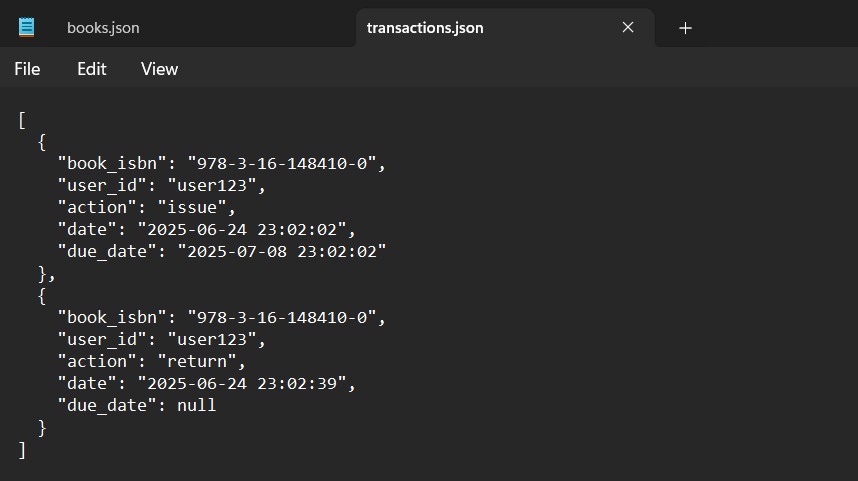 books.json
transactions.json
File Edit View
[
  {
    "book_isbn": "978-3-16-148410-0",
    "user_id": "user123",
    "action": "issue",
    "date": "2025-06-24 23:02:02",
    "due_date": "2025-07-08 23:02:02"
  },
  {
    "book_isbn": "978-3-16-148410-0",
    "user_id": "user123",
    "action": "return",
    "date": "2025-06-24 23:02:39",
    "due_date": null
  }
]